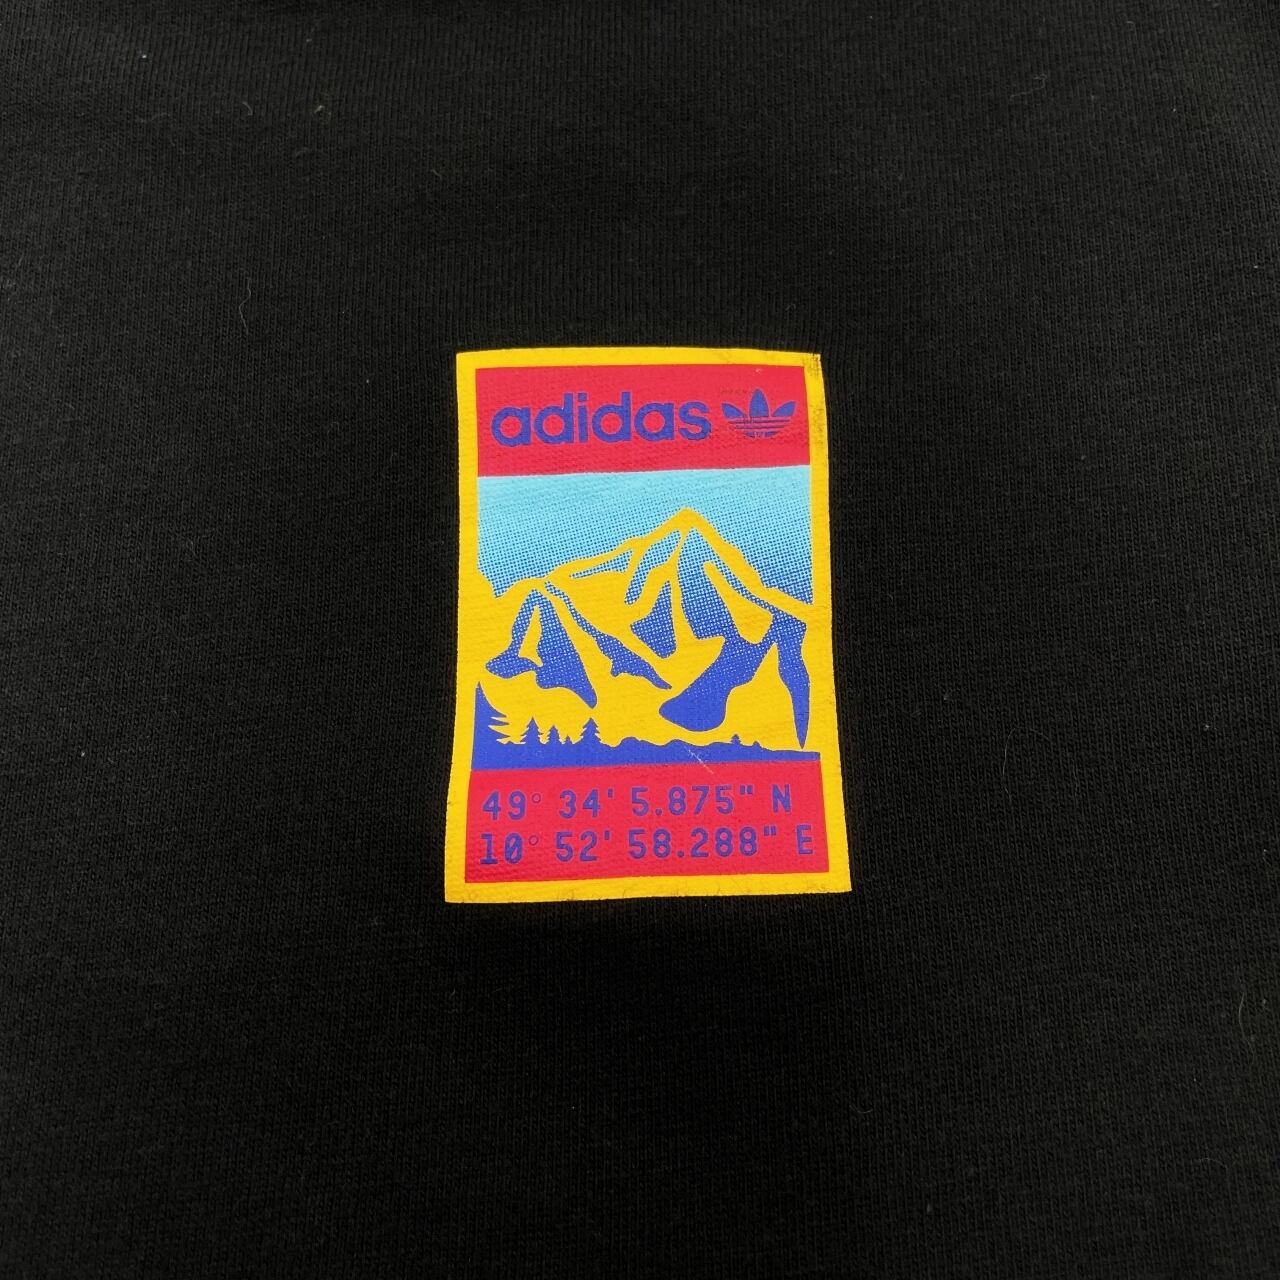 adidas
49° 34' 5.875" N
10° 52' 58.288" E